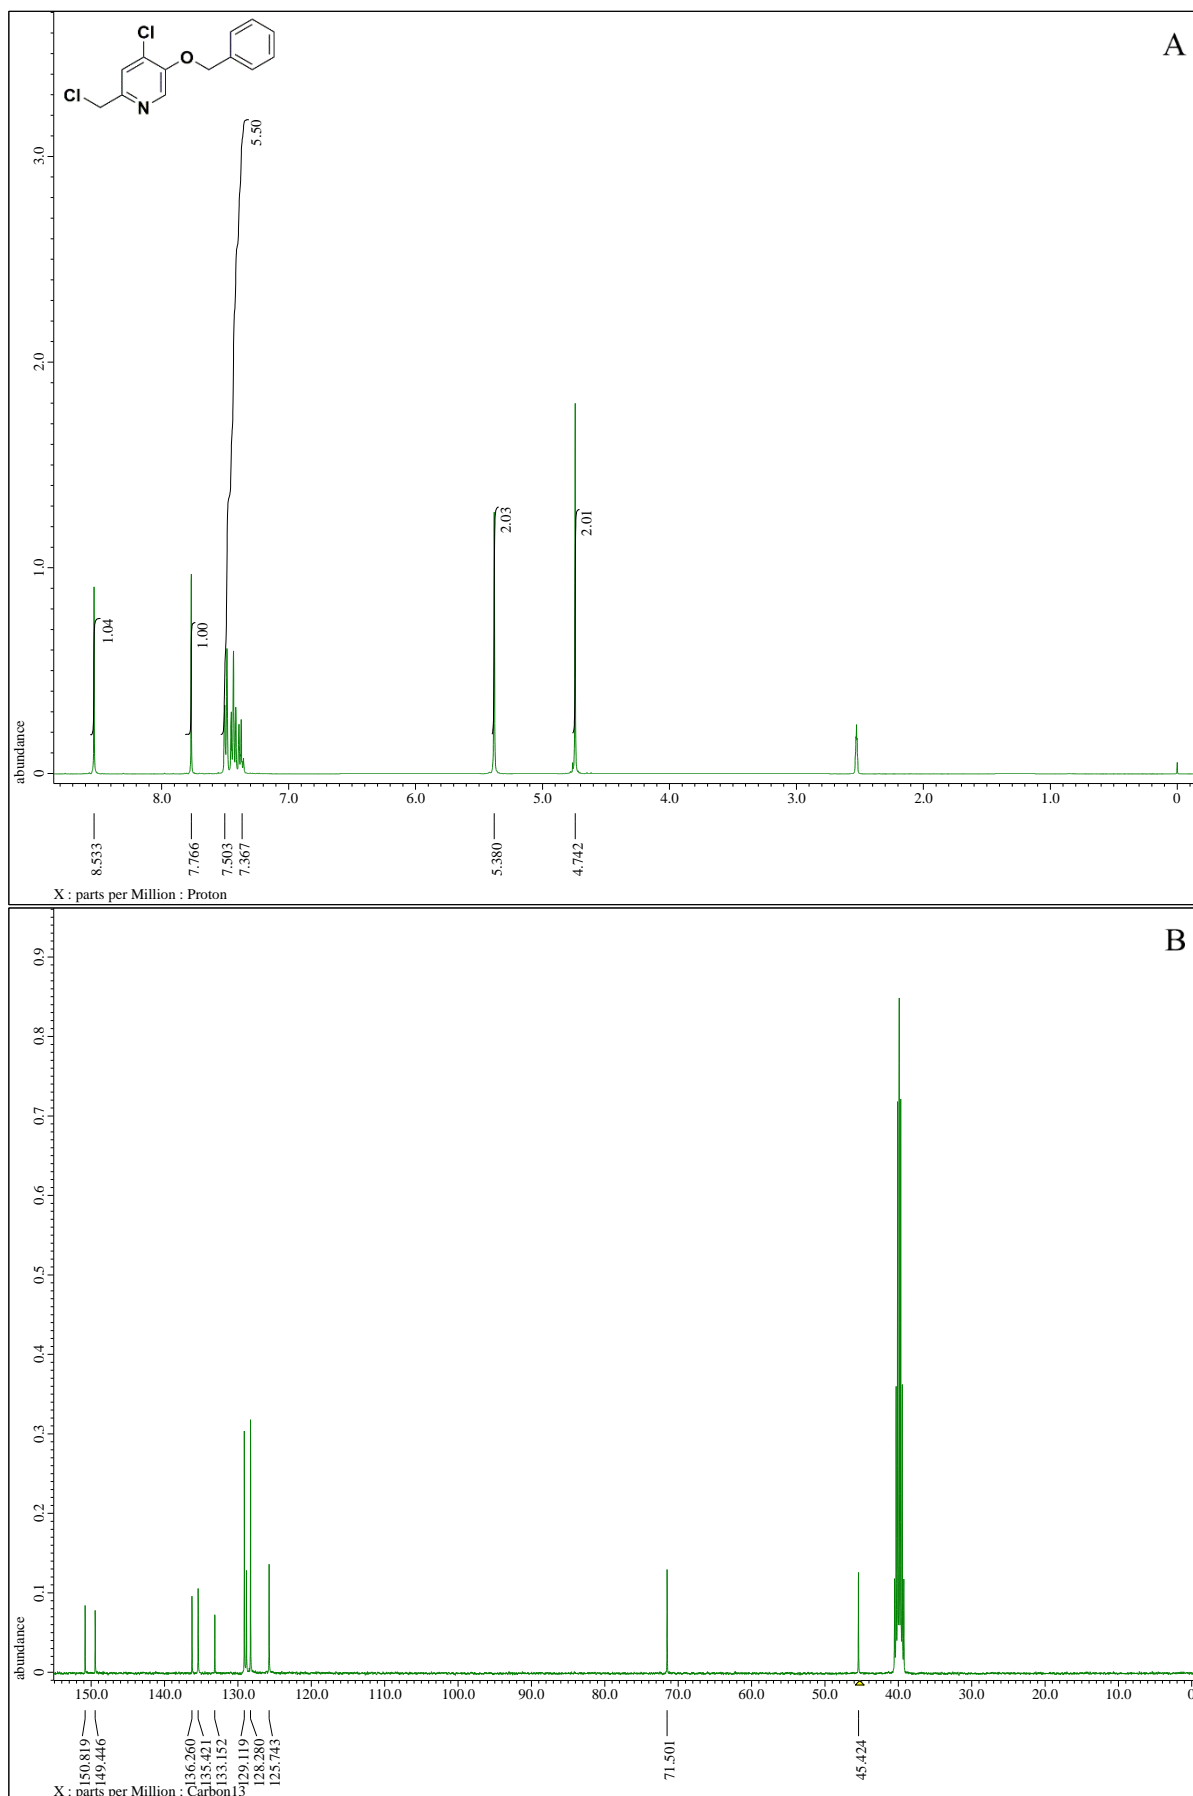 A
Cl
O
Cl
N
5.50
1.04
1.00
2.03
2.01
abundance
0 1.0 2.0 3.0
8.0 7.0 6.0 5.0 4.0 3.0 2.0 1.0 0
8.533
7.766
7.503
7.367
5.380
4.742
X : parts per Million : Proton
B
abundance
0 0.1 0.2 0.3 0.4 0.5 0.6 0.7 0.8 0.9
150.0 140.0 130.0 120.0 110.0 100.0 90.0 80.0 70.0 60.0 50.0 40.0 30.0 20.0 10.0 0
150.819
149.446
136.260
135.421
133.152
129.119
128.280
125.743
71.501
45.424
X : parts per Million : Carbon13